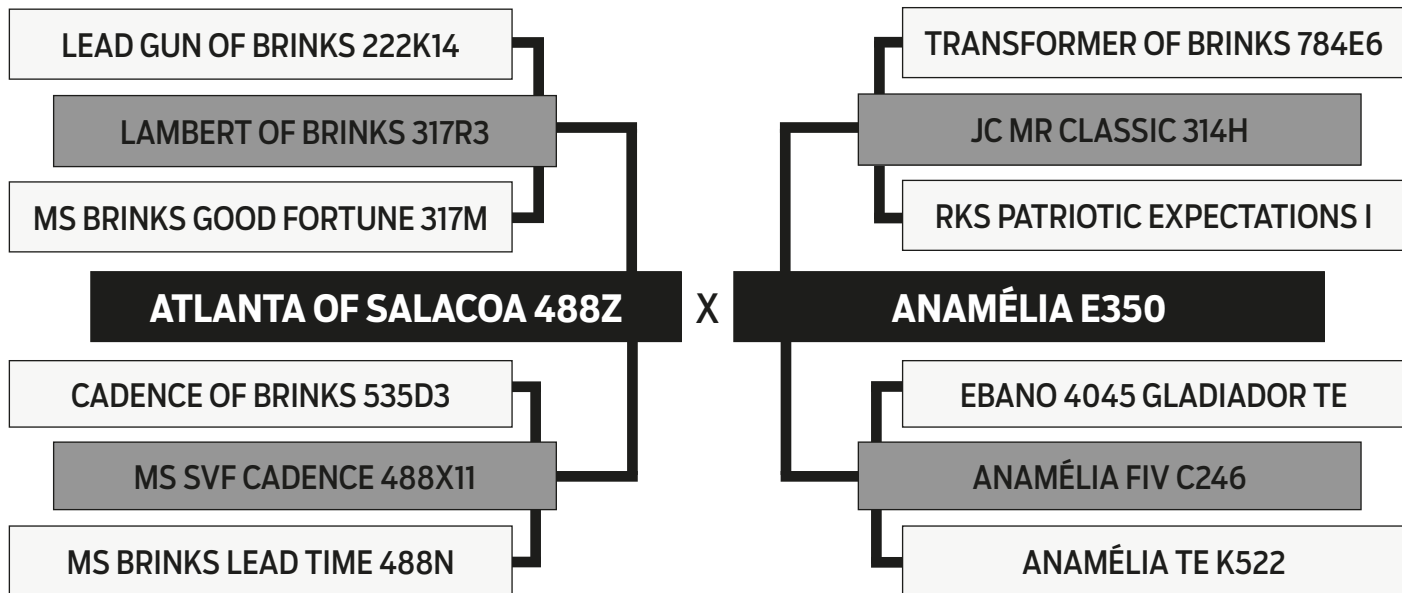 LEAD GUN OF BRINKS 222K14
TRANSFORMER OF BRINKS 784E6
LAMBERT OF BRINKS 317R3
JC MR CLASSIC 314H
MS BRINKS GOOD FORTUNE 317M
RKS PATRIOTIC EXPECTATIONS I
ATLANTA OF SALACOA 488Z X ANAMÉLIA E350
CADENCE OF BRINKS 535D3
EBANO 4045 GLADIADOR TE
MS SVF CADENCE 488X11
ANAMÉLIA FIV C246
MS BRINKS LEAD TIME 488N
ANAMÉLIA TE K522